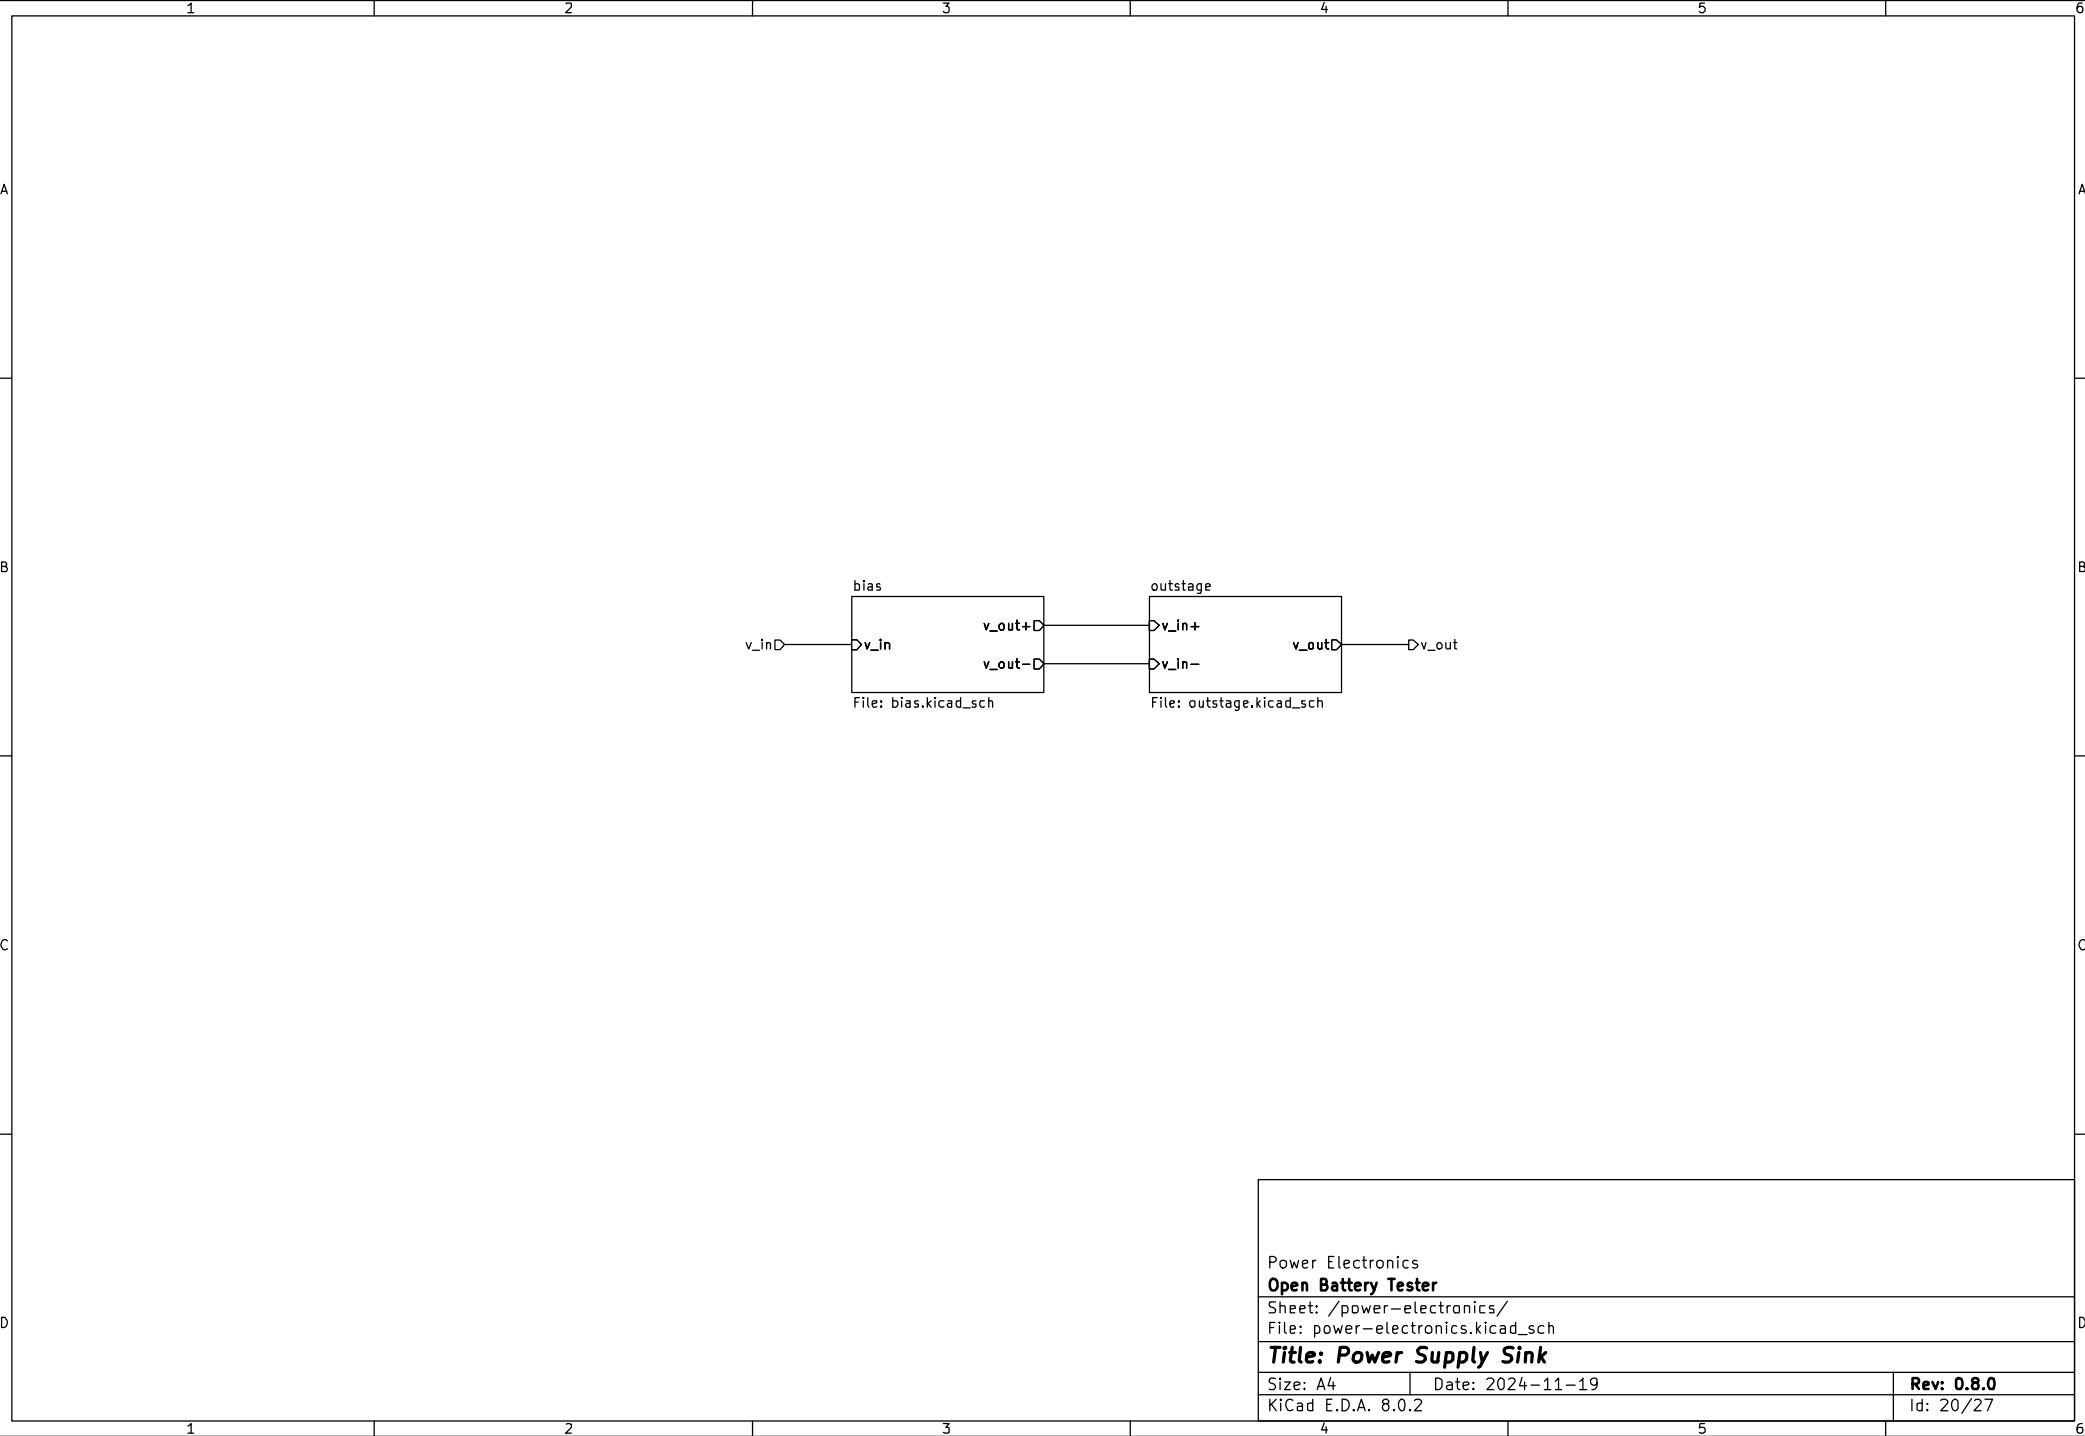 1 2 3 4 5 6
A A
B B
bias outstage
v_out+ v_in+
v_in v_in v_out v_out
v_out- v_in-
File: bias.kicad_sch File: outstage.kicad_sch
C C
Power Electronics
Open Battery Tester
Sheet: /power-electronics/
D D
File: power-electronics.kicad_sch
Title: Power Supply Sink
Size: A4 Date: 2024-11-19 Rev: 0.8.0
KiCad E.D.A. 8.0.2 Id: 20/27
1 2 3 4 5 6